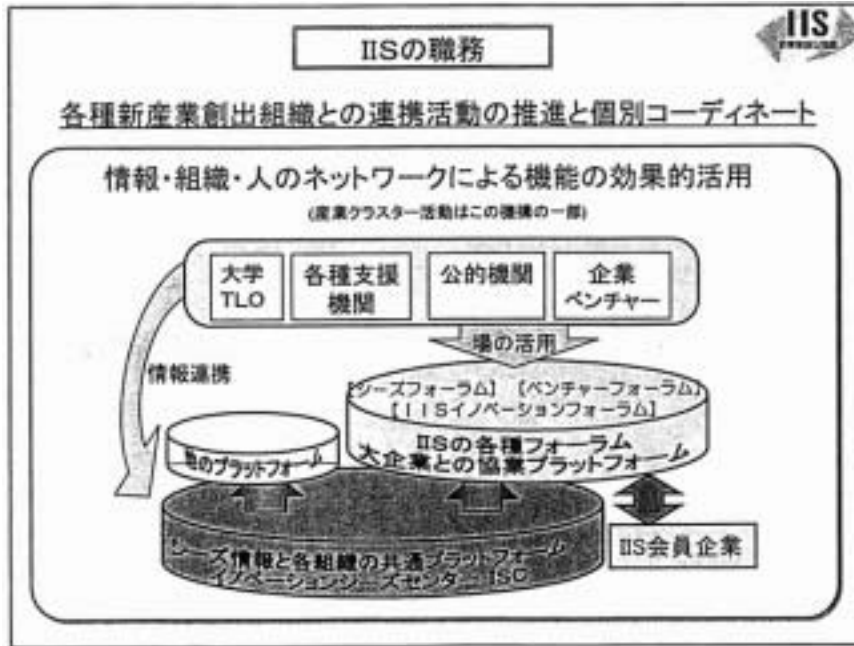 IISの職務
IIS
各種新産業創出組織との連携活動の推進と個別コーディネート
情報・組織・人のネットワークによる機能の効果的活用
(産業クラスター活動はこの機構の一部)
大学
TLO
各種支援
機関
公的機関
企業
ベンチャー
場の活用
情報連携
[シーズフォーラム] [ベンチャーフォーラム]
[IISイノベーションフォーラム]
IISの各種フォーラム
大企業との協業プラットフォーム
他のプラットフォーム
シーズ情報と各組織の共通プラットフォーム
イノベーションシーズセンター ISC
IIS会員企業